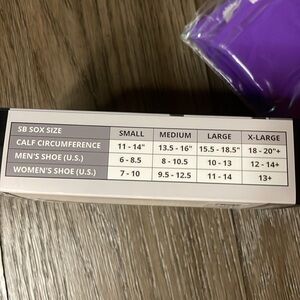 SB SOX SIZE SMALL MEDIUM LARGE X-LARGE
CALF CIRCUMFERENCE 11 - 14" 13.5 - 16" 15.5 - 18.5" 18 - 20"+
MEN'S SHOE (U.S.) 6 - 8.5 8 - 10.5 10 - 13 12 - 14+
WOMEN'S SHOE (U.S.) 7 - 10 9.5 - 12.5 11 - 14 13+